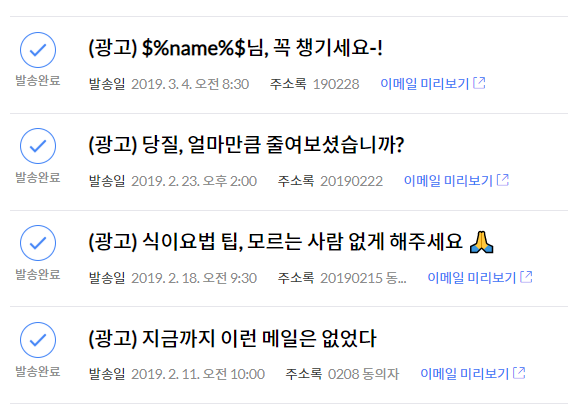 (광고) $%name%$님, 꼭 챙기세요-!
발송완료
발송일 2019. 3. 4. 오전 8:30 주소록 190228 이메일 미리보기
(광고) 당질, 얼마만큼 줄여보셨습니까?
발송완료
발송일 2019. 2. 23. 오후 2:00 주소록 20190222 이메일 미리보기
(광고) 식이요법 팁, 모르는 사람 없게 해주세요 🙏
발송완료
발송일 2019. 2. 18. 오전 9:30 주소록 20190215 동... 이메일 미리보기
(광고) 지금까지 이런 메일은 없었다
발송완료
발송일 2019. 2. 11. 오전 10:00 주소록 0208 동의자 이메일 미리보기